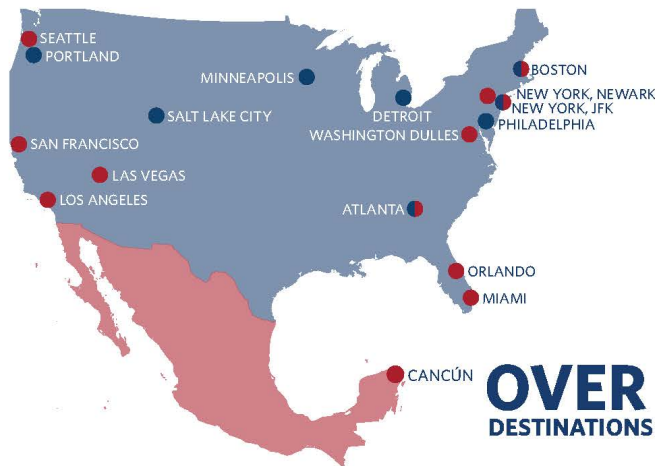 SEATTLE
PORTLAND
MINNEAPOLIS
BOSTON
SALT LAKE CITY
DETROIT
NEW YORK, NEWARK
NEW YORK, JFK
PHILADELPHIA
WASHINGTON DULLES
SAN FRANCISCO
LAS VEGAS
LOS ANGELES
ATLANTA
ORLANDO
MIAMI
CANCÚN
OVER
DESTINATIONS